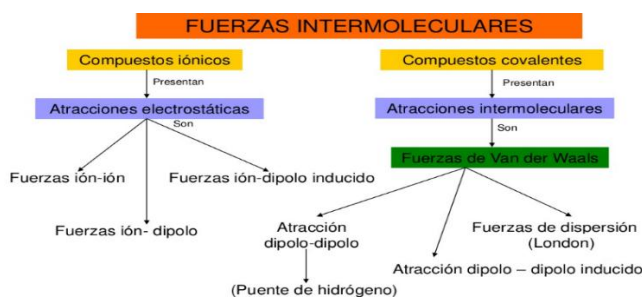 FUERZAS INTERMOLECULARES
Compuestos iónicos
Compuestos covalentes
Presentan
Presentan
Atracciones electrostáticas
Atracciones intermoleculares
Son
Son
Fuerzas de Van der Waals
Fuerzas ión-ión
Fuerzas ión-dipolo inducido
Fuerzas ión- dipolo
Atracción
dipolo-dipolo
Fuerzas de dispersión
(London)
Atracción dipolo – dipolo inducido
(Puente de hidrógeno)